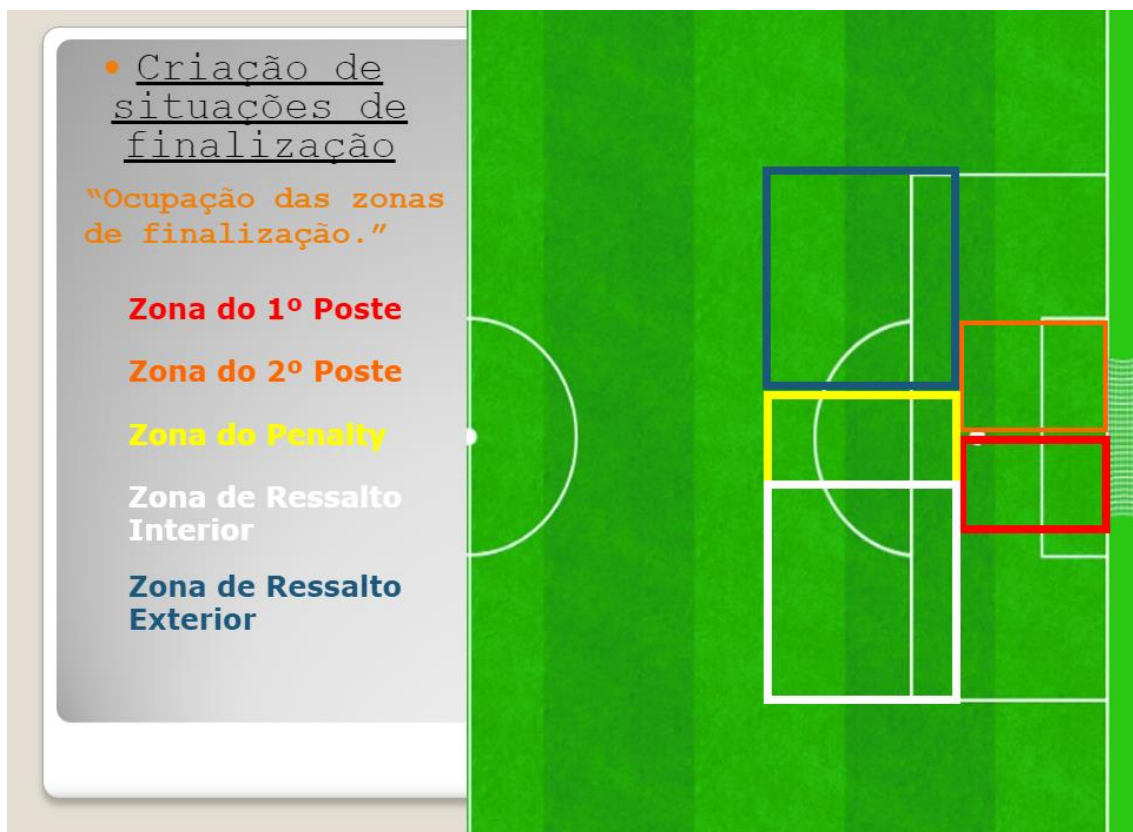 Criação de
situações de
finalização
“Ocupação das zonas
de finalização.”
Zona do 1º Poste
Zona do 2º Poste
Zona do Penalty
Zona de Ressalto
Interior
Zona de Ressalto
Exterior